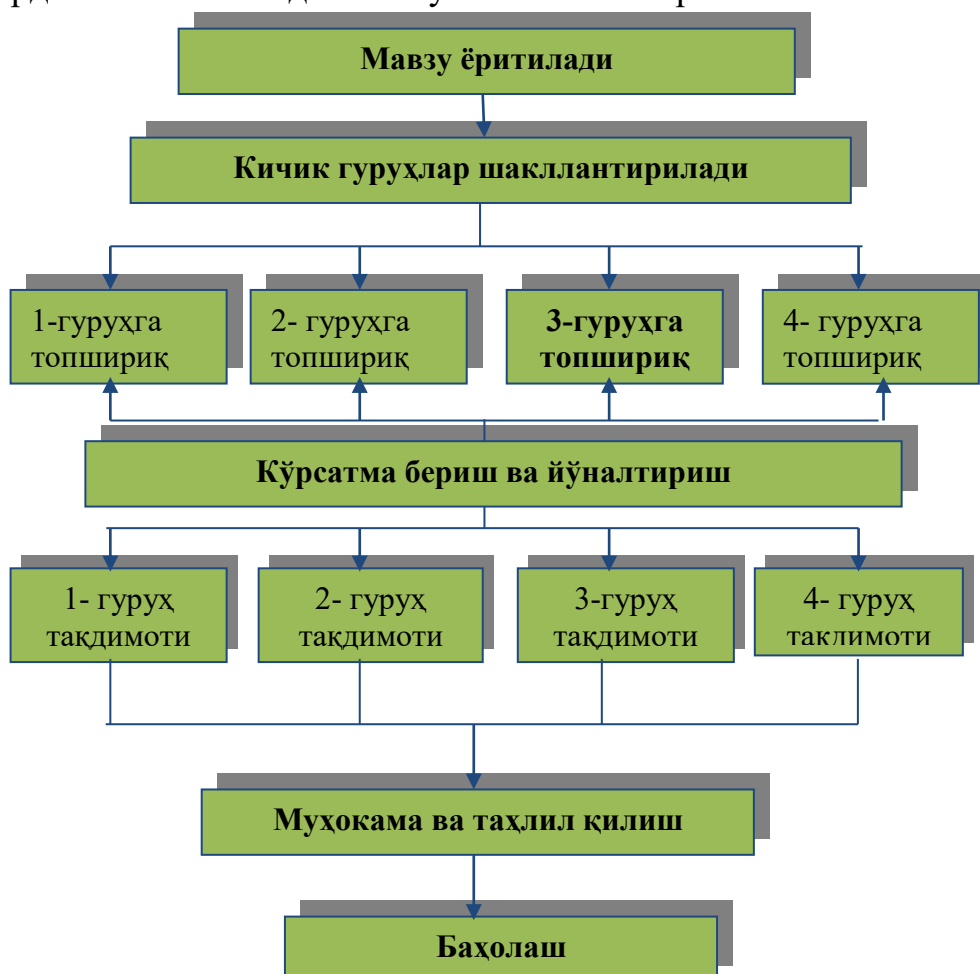 Мавзу ёритилади
Кичик гуруҳлар шакллантирилади
1-гуруҳга
топшириқ
2- гуруҳга
топшириқ
3-гуруҳга
топшириқ
4- гуруҳга
топшириқ
Кўрсатма бериш ва йўналтириш
1- гуруҳ
тақдимоти
2- гуруҳ
тақдимоти
3-гуруҳ
тақдимоти
4- гуруҳ
тақдимоти
Муҳокама ва таҳлил қилиш
Баҳолаш